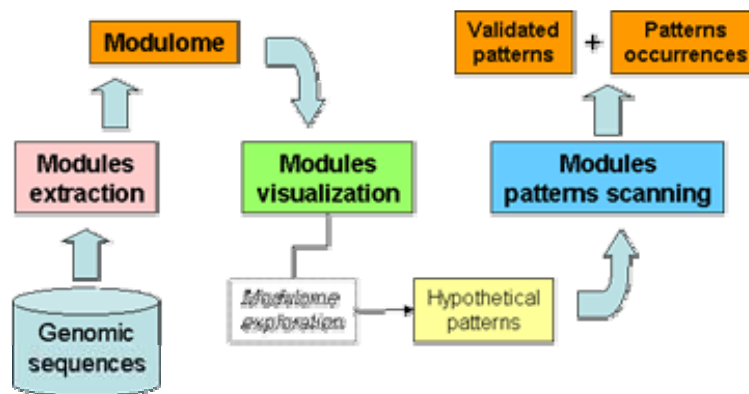 Modulome
Validated
patterns
+
Patterns
occurrences
Modules
extraction
Modules
visualization
Modules
patterns scanning
Genomic
sequences
Modulome
exploration
Hypothetical
patterns